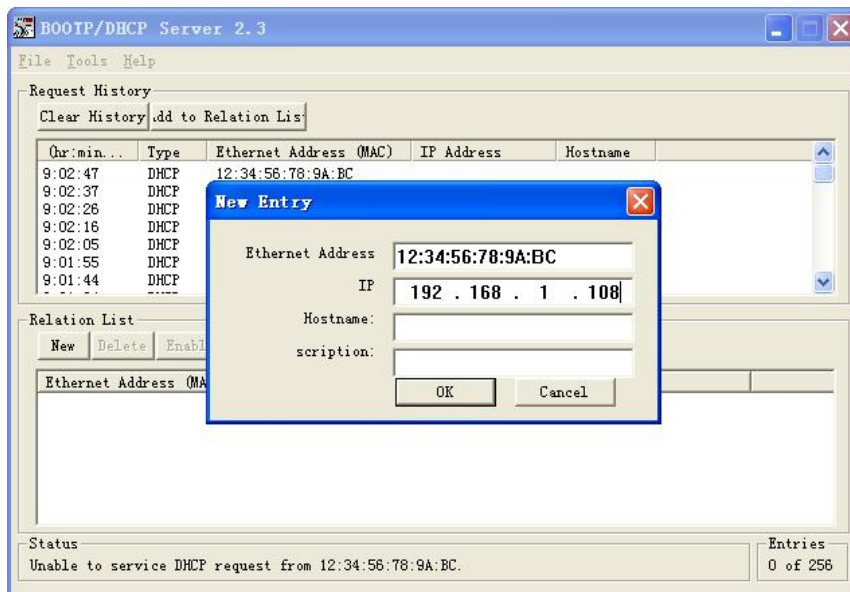 BOOTP/DHCP Server 2.3
File Tools Help
Request History
Clear History dd to Relation Lis
(hr:min... Type Ethernet Address (MAC) IP Address Hostname
9:02:47 DHCP 12:34:56:78:9A:BC
9:02:37 DHCP
9:02:26 DHCP
9:02:16 DHCP
9:02:05 DHCP
9:01:55 DHCP
9:01:44 DHCP
New Entry
Ethernet Address 12:34:56:78:9A:BC
IP 192 . 168 . 1 . 108
Hostname:
scription:
OK Cancel
Relation List
New Delete Enabl
Ethernet Address (MA
Status
Unable to service DHCP request from 12:34:56:78:9A:BC.
Entries
0 of 256